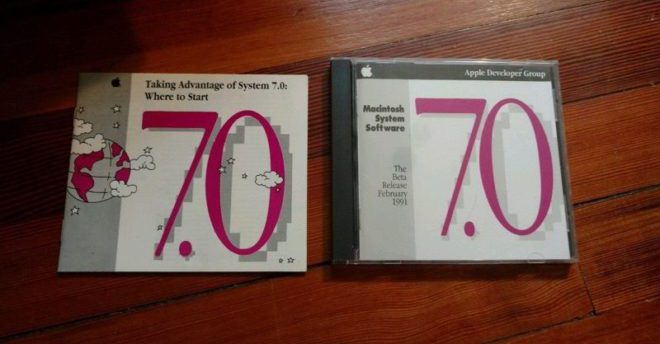 Taking Advantage of System 7.0:
Where to Start
7.0
Apple Developer Group
Macintosh
System
Software
7.0
The
Beta
Release
February
1991